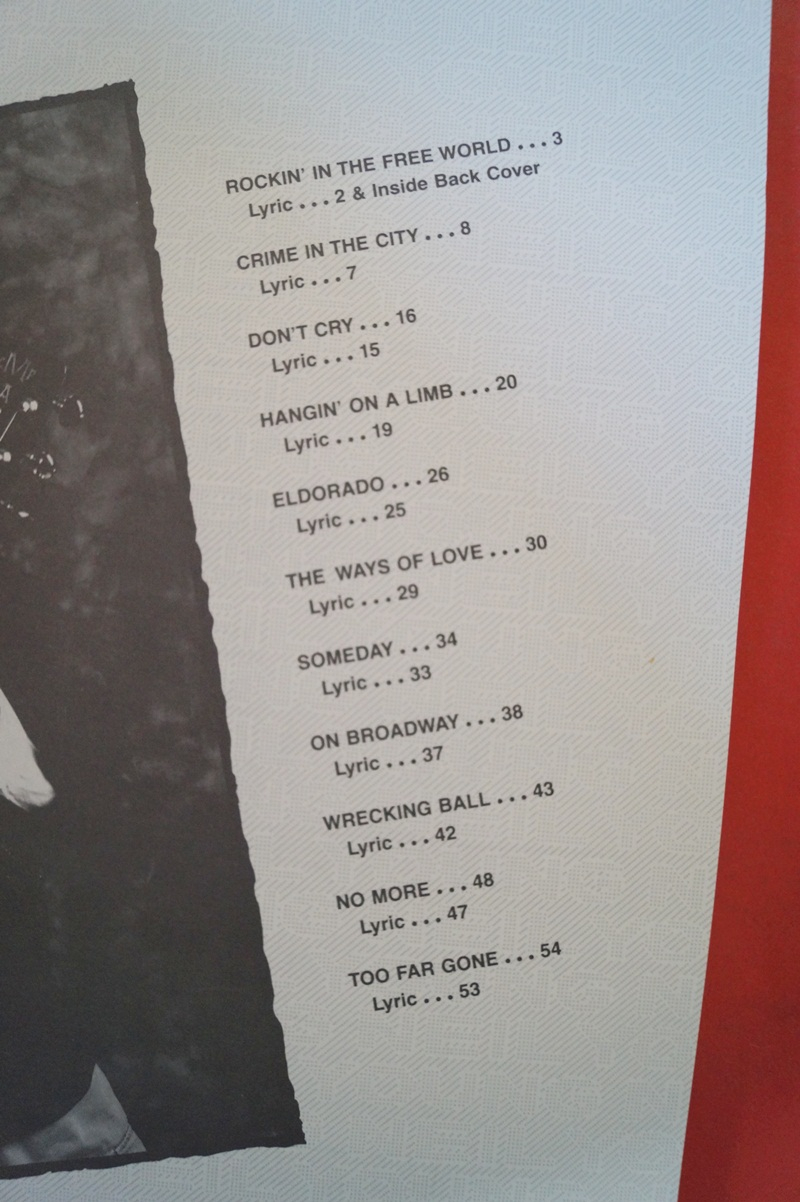 ROCKIN' IN THE FREE WORLD . . . 3
Lyric . . . 2 & Inside Back Cover
CRIME IN THE CITY . . . 8
Lyric . . . 7
DON'T CRY . . . 16
Lyric . . . 15
HANGIN' ON A LIMB . . . 20
Lyric . . . 19
ELDORADO . . . 26
Lyric . . . 25
THE WAYS OF LOVE . . . 30
Lyric . . . 29
SOMEDAY . . . 34
Lyric . . . 33
ON BROADWAY . . . 38
Lyric . . . 37
WRECKING BALL . . . 43
Lyric . . . 42
NO MORE . . . 48
Lyric . . . 47
TOO FAR GONE . . . 54
Lyric . . . 53